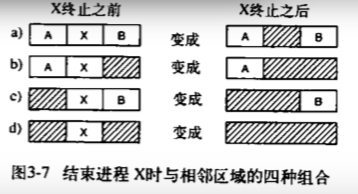 X终止之前 X终止之后
a) A X B 变成 A B
b) A X 变成 A
c) X B 变成 B
d) X 变成
图3-7 结束进程 X时与相邻区域的四种组合